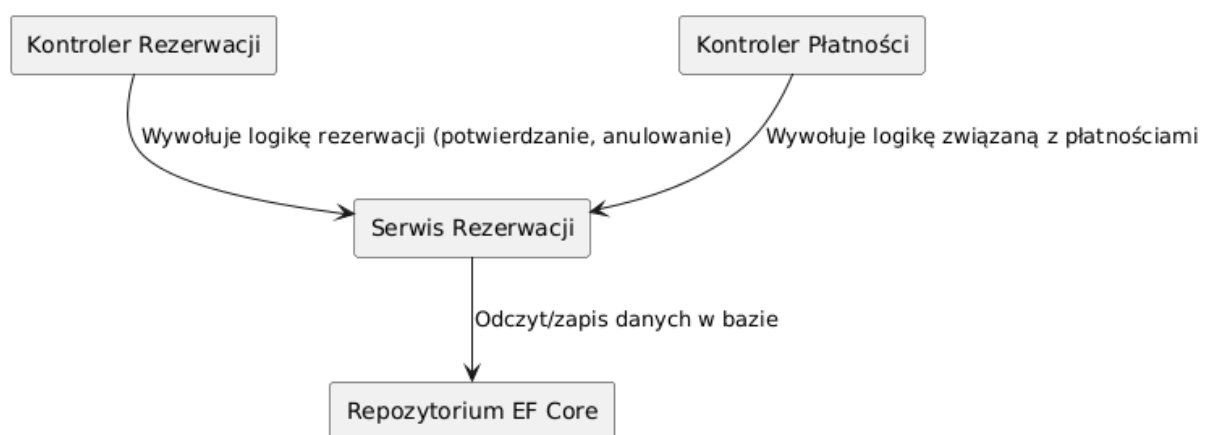 Kontroler Rezerwacji
Kontroler Płatności
Wywołuje logikę rezerwacji (potwierdzanie, anulowanie)
Wywołuje logikę związaną z płatnościami
Serwis Rezerwacji
Odczyt/zapis danych w bazie
Repozytorium EF Core